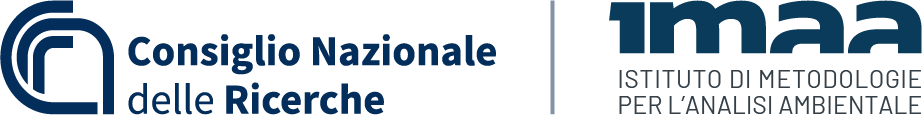 Consiglio Nazionale
delle Ricerche
imaa
ISTITUTO DI METODOLOGIE
PER L'ANALISI AMBIENTALE